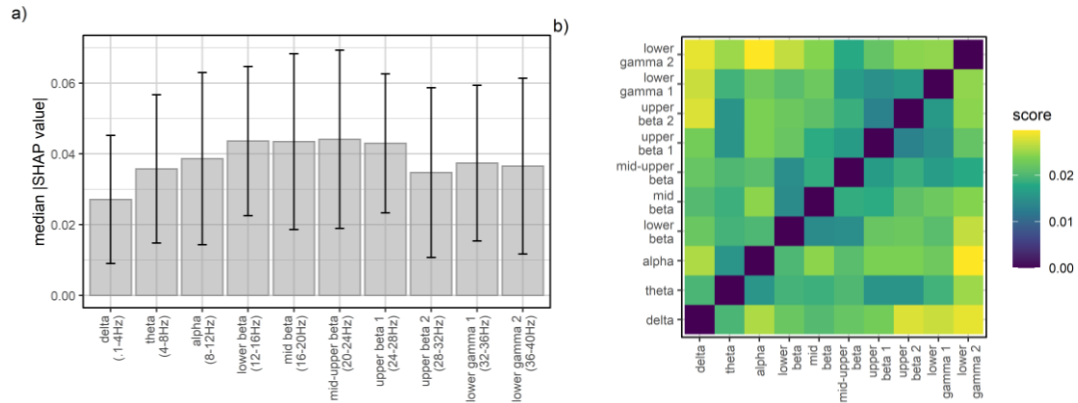 a)
median |SHAP value|
0.06
0.04
0.02
0.00
delta
(.1-4Hz)
theta
(4-8Hz)
alpha
(8-12Hz)
lower beta
(12-16Hz)
mid beta
(16-20Hz)
mid-upper beta
(20-24Hz)
upper beta 1
(24-28Hz)
upper beta 2
(28-32Hz)
lower gamma 1
(32-36Hz)
lower gamma 2
(36-40Hz)
b)
lower
gamma 2
lower
gamma 1
upper
beta 2
upper
beta 1
mid-upper
beta
mid
beta
lower
beta
alpha
theta
delta
delta
theta
alpha
lower
beta
mid
beta
mid-upper
beta
upper
beta 1
upper
beta 2
lower
gamma 1
lower
gamma 2
score
0.02
0.01
0.00